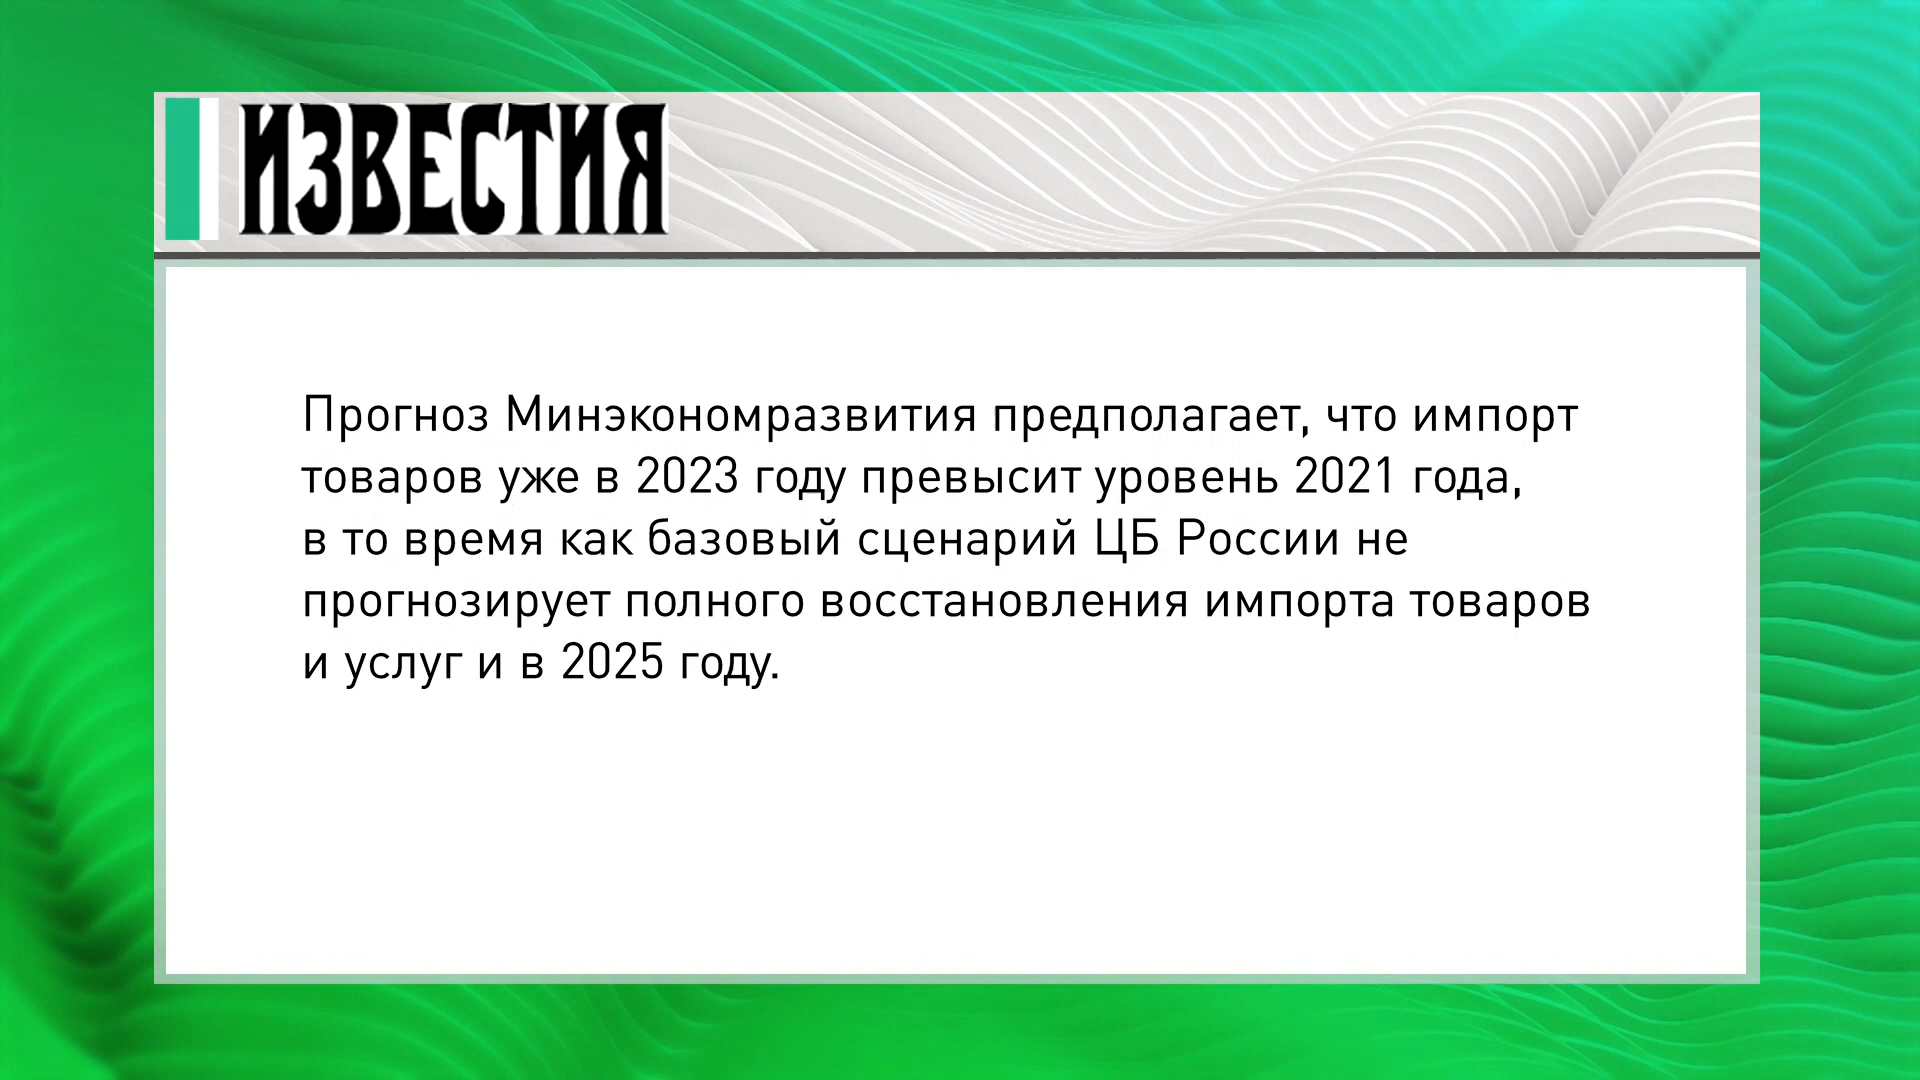 ИЗВЕСТИЯ
Прогноз Минэкономразвития предполагает, что импорт
товаров уже в 2023 году превысит уровень 2021 года,
в то время как базовый сценарий ЦБ России не
прогнозирует полного восстановления импорта товаров
и услуг и в 2025 году.